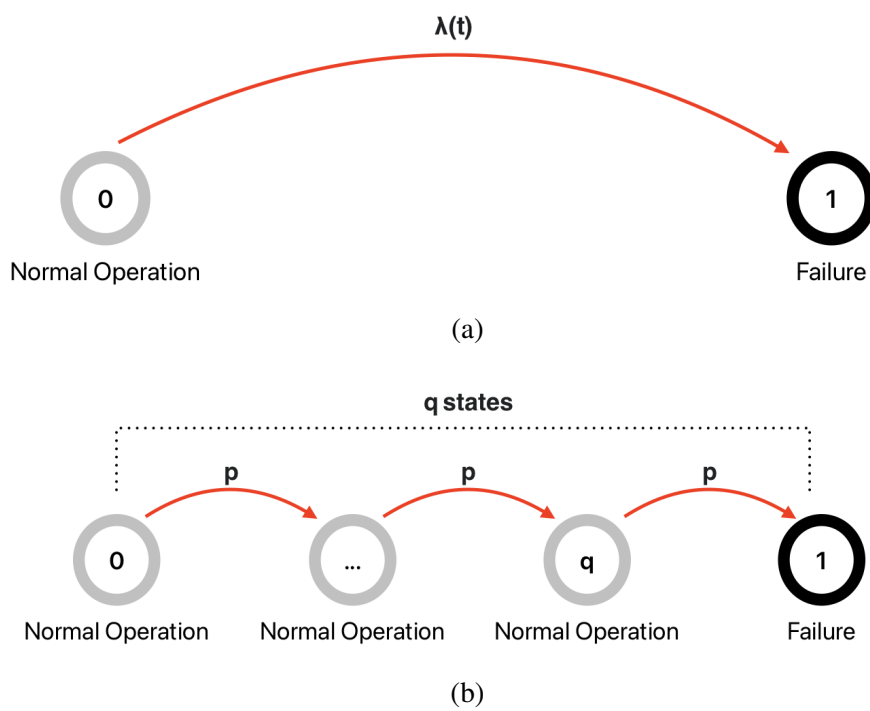 λ(t)
0
1
Normal Operation
Failure
(a)
q states
p
p
p
0
...
q
1
Normal Operation
Normal Operation
Normal Operation
Failure
(b)